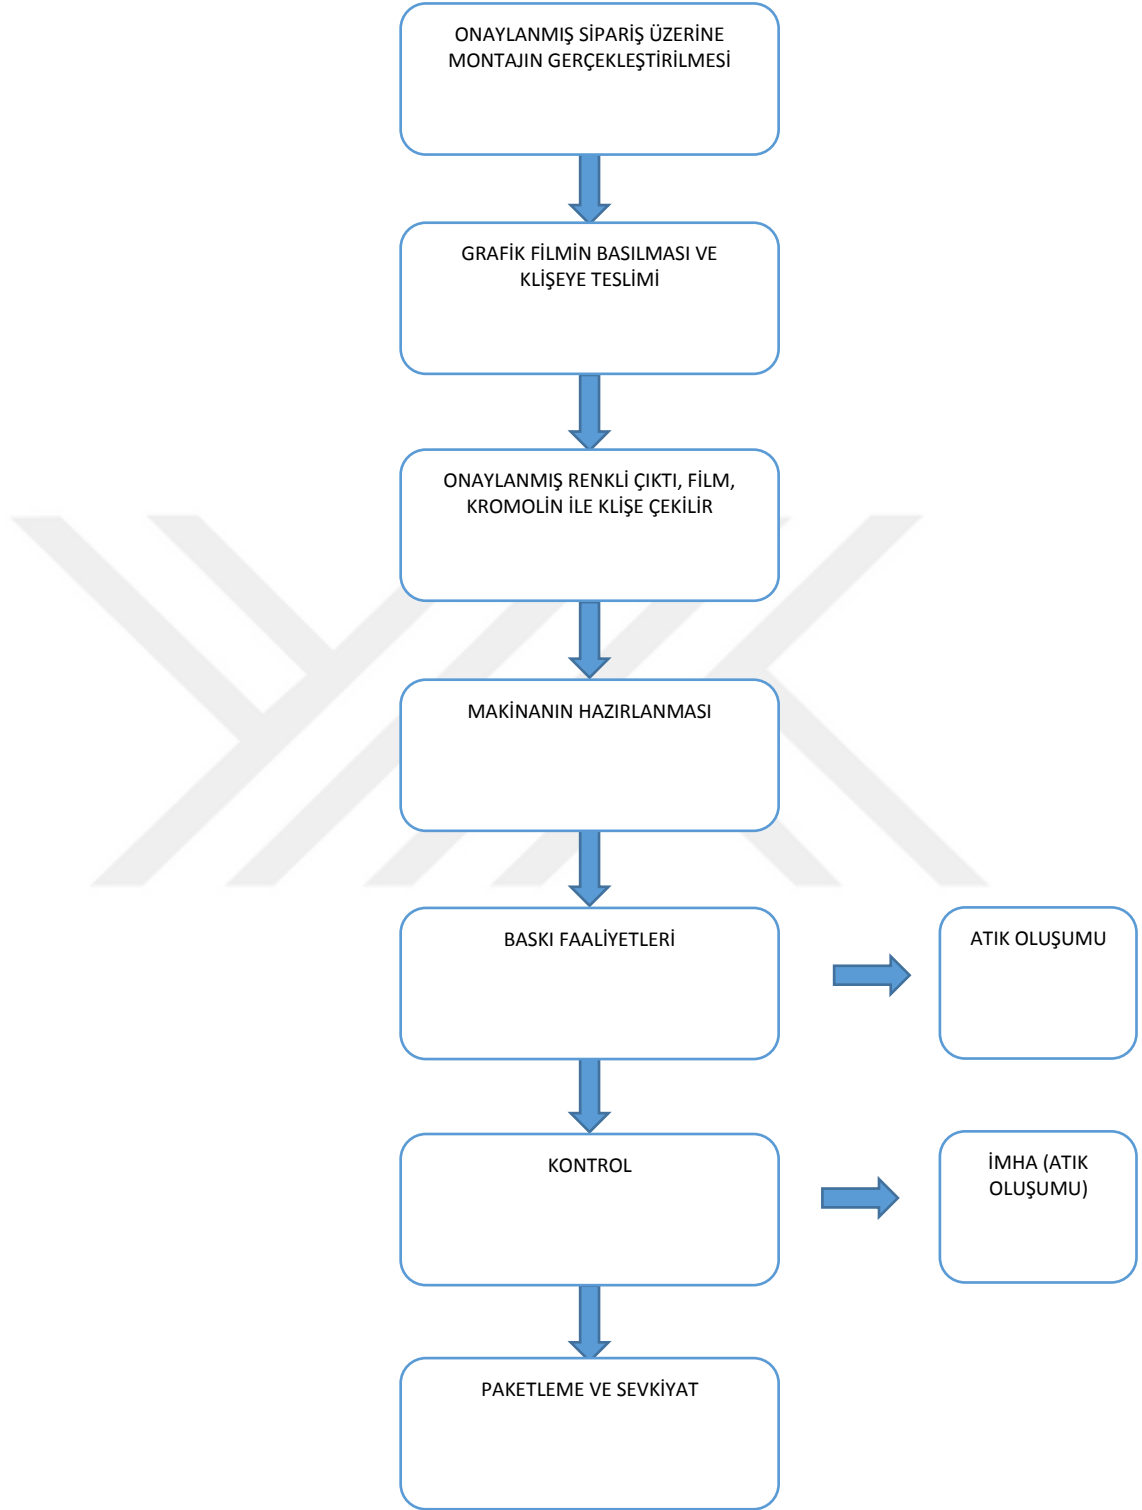 ONAYLANMIŞ SİPARİŞ ÜZERİNE
MONTAJIN GERÇEKLEŞTİRİLMESİ
GRAFİK FİLMİN BASILMASI VE
KLİŞEYE TESLİMİ
ONAYLANMIŞ RENKLİ ÇIKTI, FİLM,
KROMOLİN İLE KLİŞE ÇEKİLİR
MAKİNANIN HAZIRLANMASI
BASKI FAALİYETLERİ
ATIK OLUŞUMU
KONTROL
İMHA (ATIK
OLUŞUMU)
PAKETLEME VE SEVKİYAT